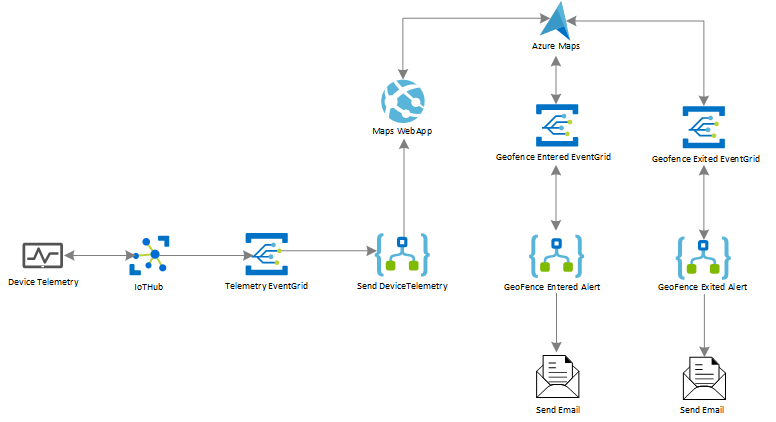 Azure Maps
Maps WebApp
Geofence Entered EventGrid
Geofence Exited EventGrid
Device Telemetry
IoTHub
Telemetry EventGrid
Send DeviceTelemetry
GeoFence Entered Alert
GeoFence Exited Alert
Send Email
Send Email